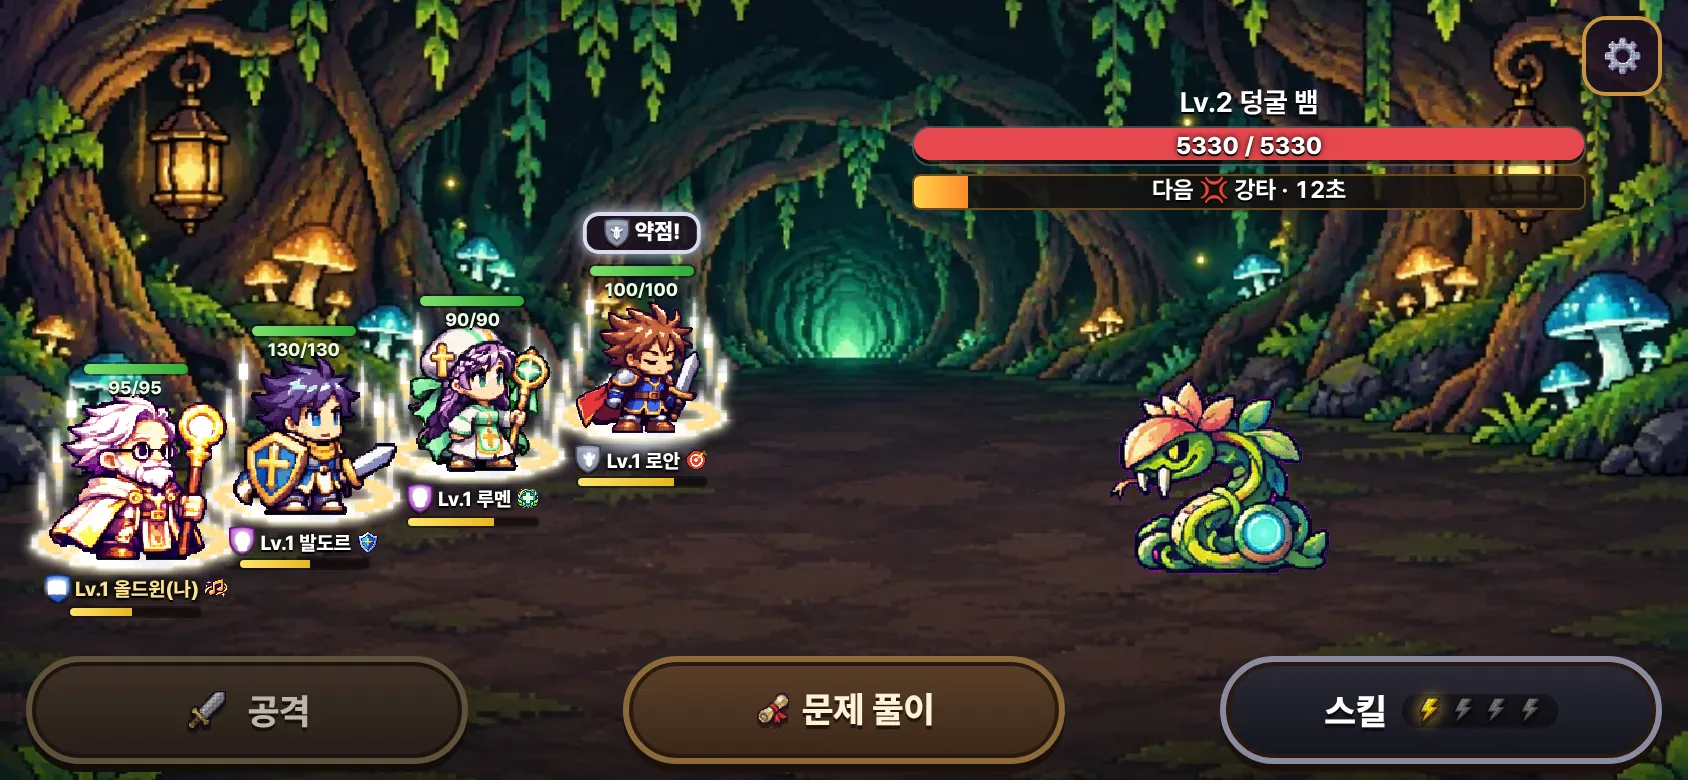 Lv.2 덩굴 뱀
5330 / 5330
다음 💢 강타 · 12초
약점!
100/100
90/90
130/130
95/95
Lv.1 로안
Lv.1 루멘
Lv.1 발도르
Lv.1 올드윈(나)
공격
문제 풀이
스킬